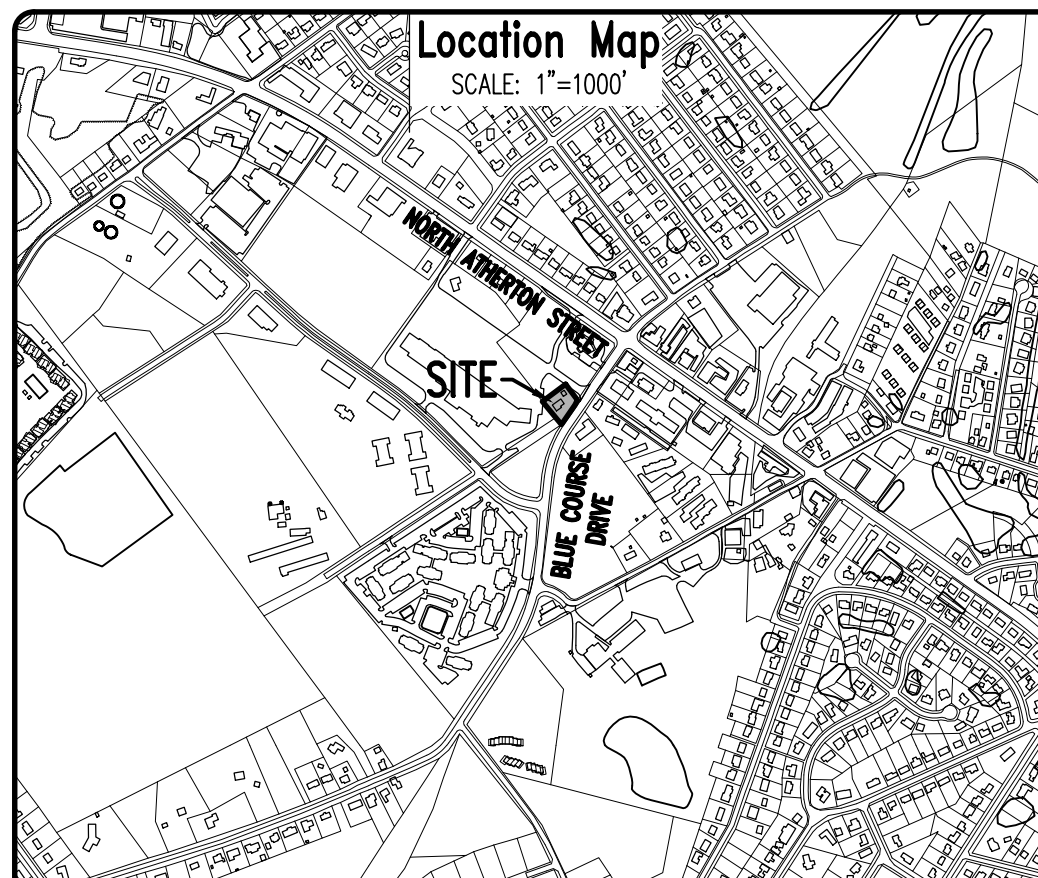 Location Map
SCALE: 1"=1000'
NORTH ATHERTON STREET
SITE
BLUE COURSE
DRIVE